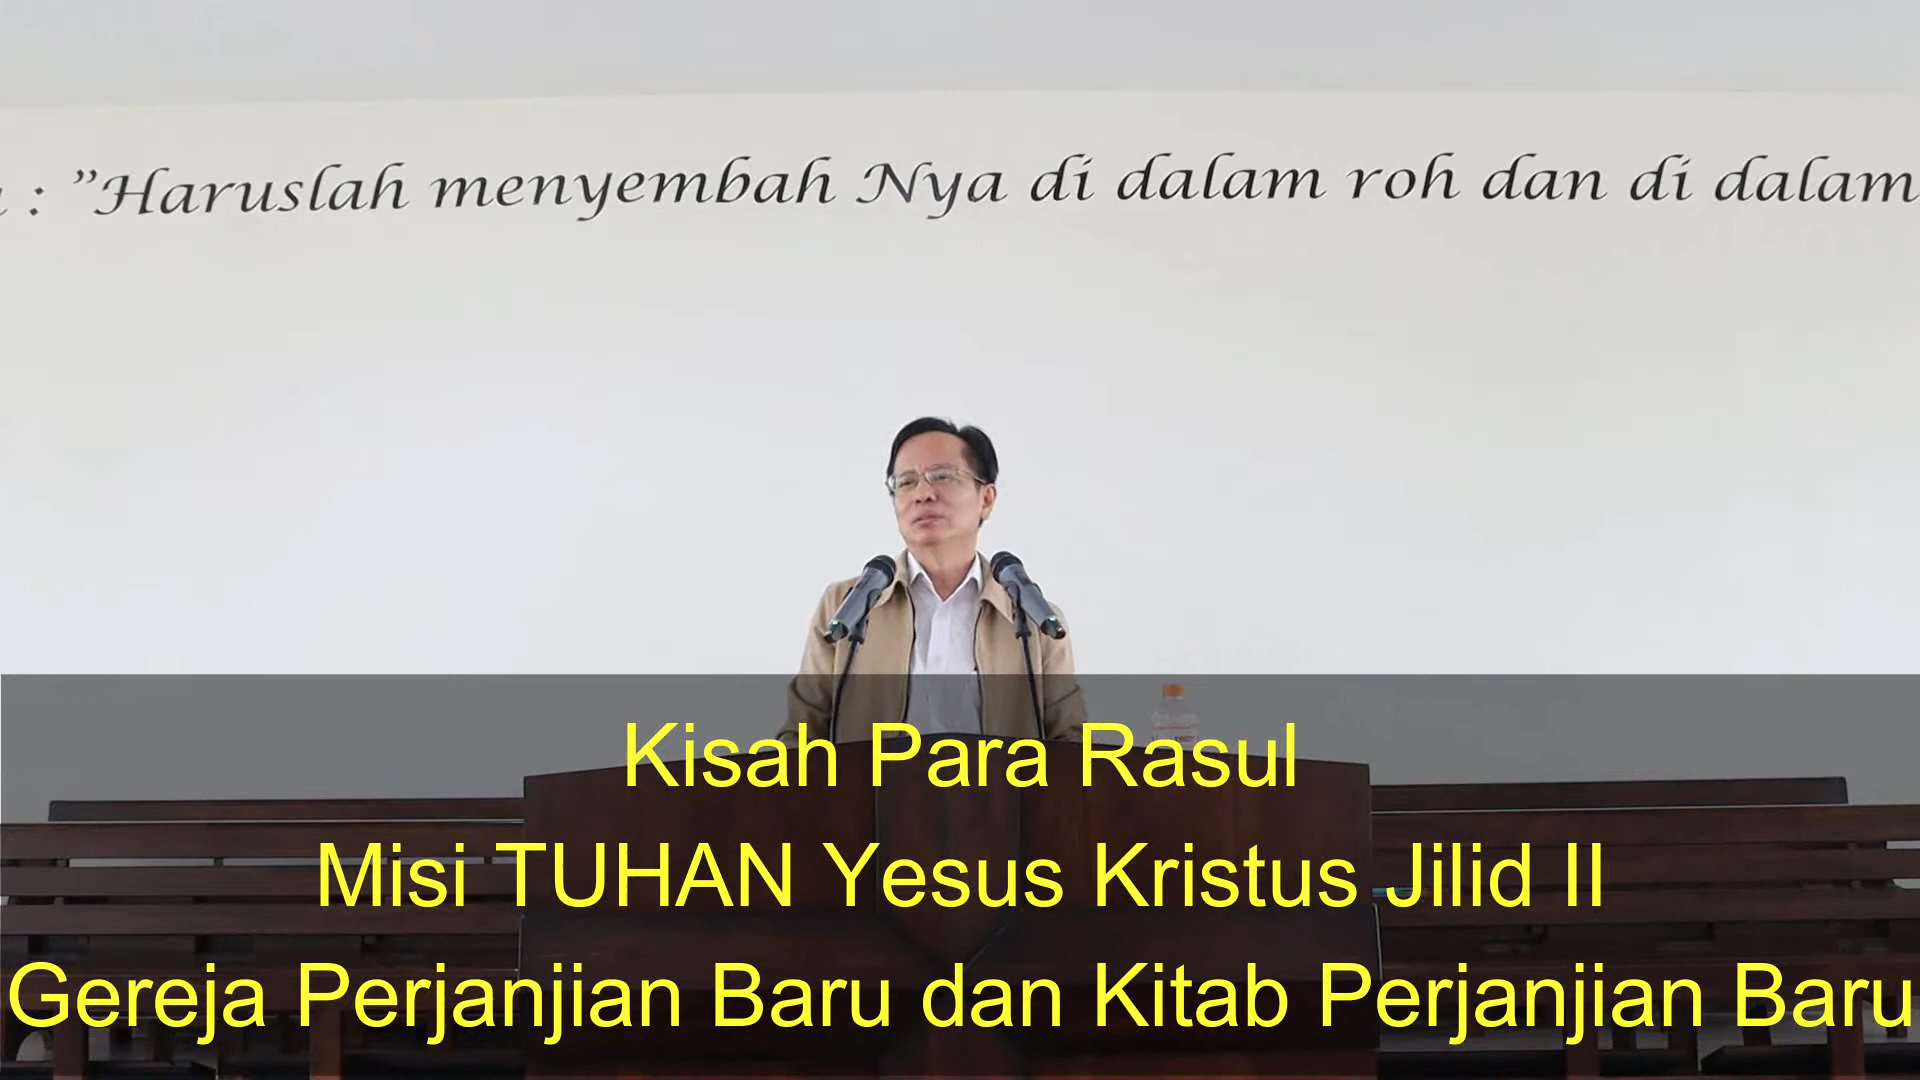 : "Haruslah menyembah Nya di dalam roh dan di dalam
Kisah Para Rasul
Misi TUHAN Yesus Kristus Jilid II
Gereja Perjanjian Baru dan Kitab Perjanjian Baru